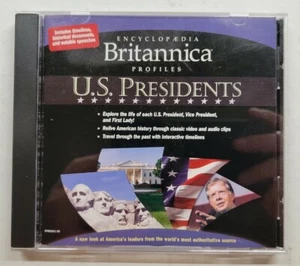 Includes timelines,
historical documents,
and notable speeches
ENCYCLOPÆDIA
Britannica
PROFILES
U.S. PRESIDENTS
• Explore the life of each U.S. President, Vice President,
and First Lady!
• Relive American history through classic video and audio clips
• Travel through the past with interactive timelines
A new look at America's leaders from the world's most authoritative source